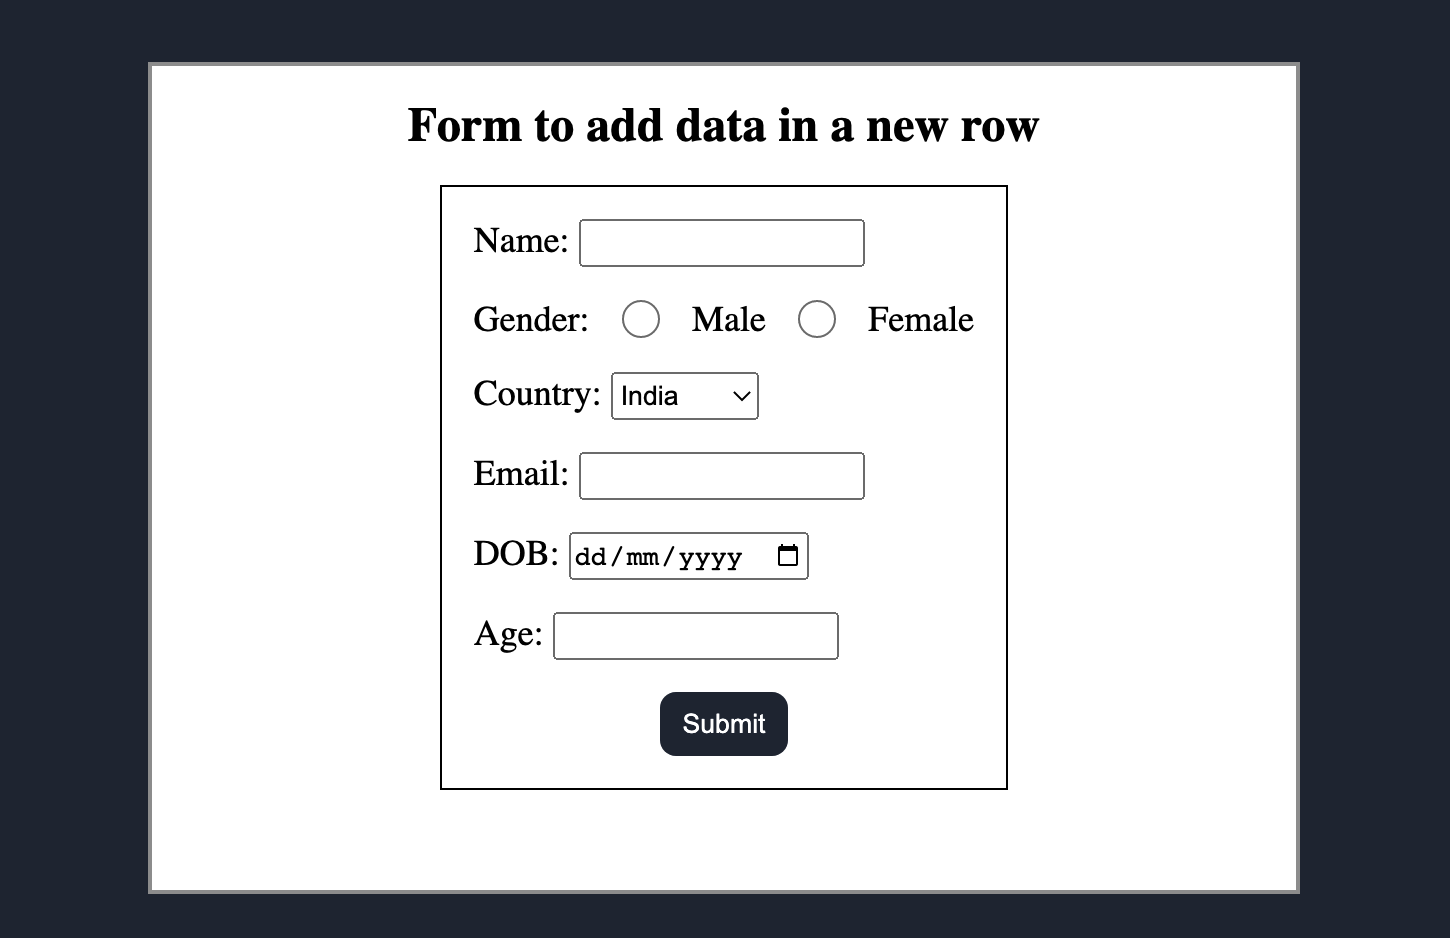 Form to add data in a new row
Name:
Gender: Male Female
Country: India
Email:
DOB: dd/mm/yyyy
Age:
Submit